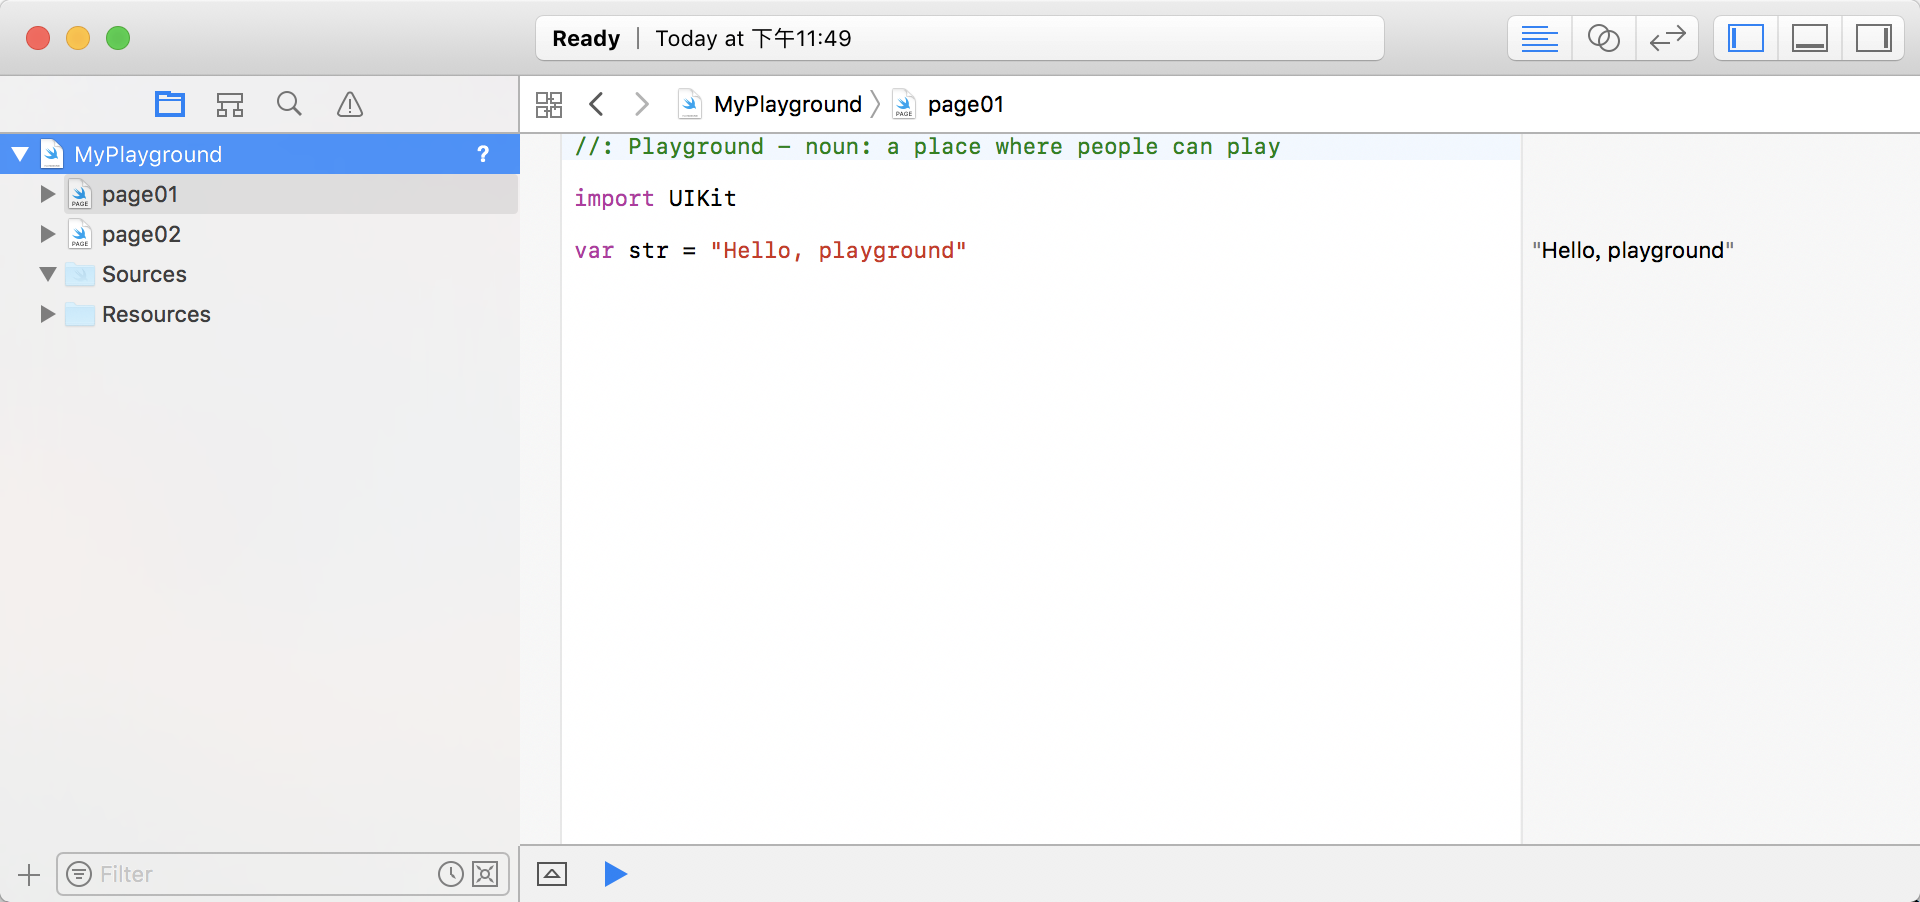 Ready | Today at 下午11:49
MyPlayground 〉 page01
MyPlayground ?
page01
page02
Sources
Resources
Filter
//: Playground – noun: a place where people can play
import UIKit
var str = "Hello, playground"
"Hello, playground"